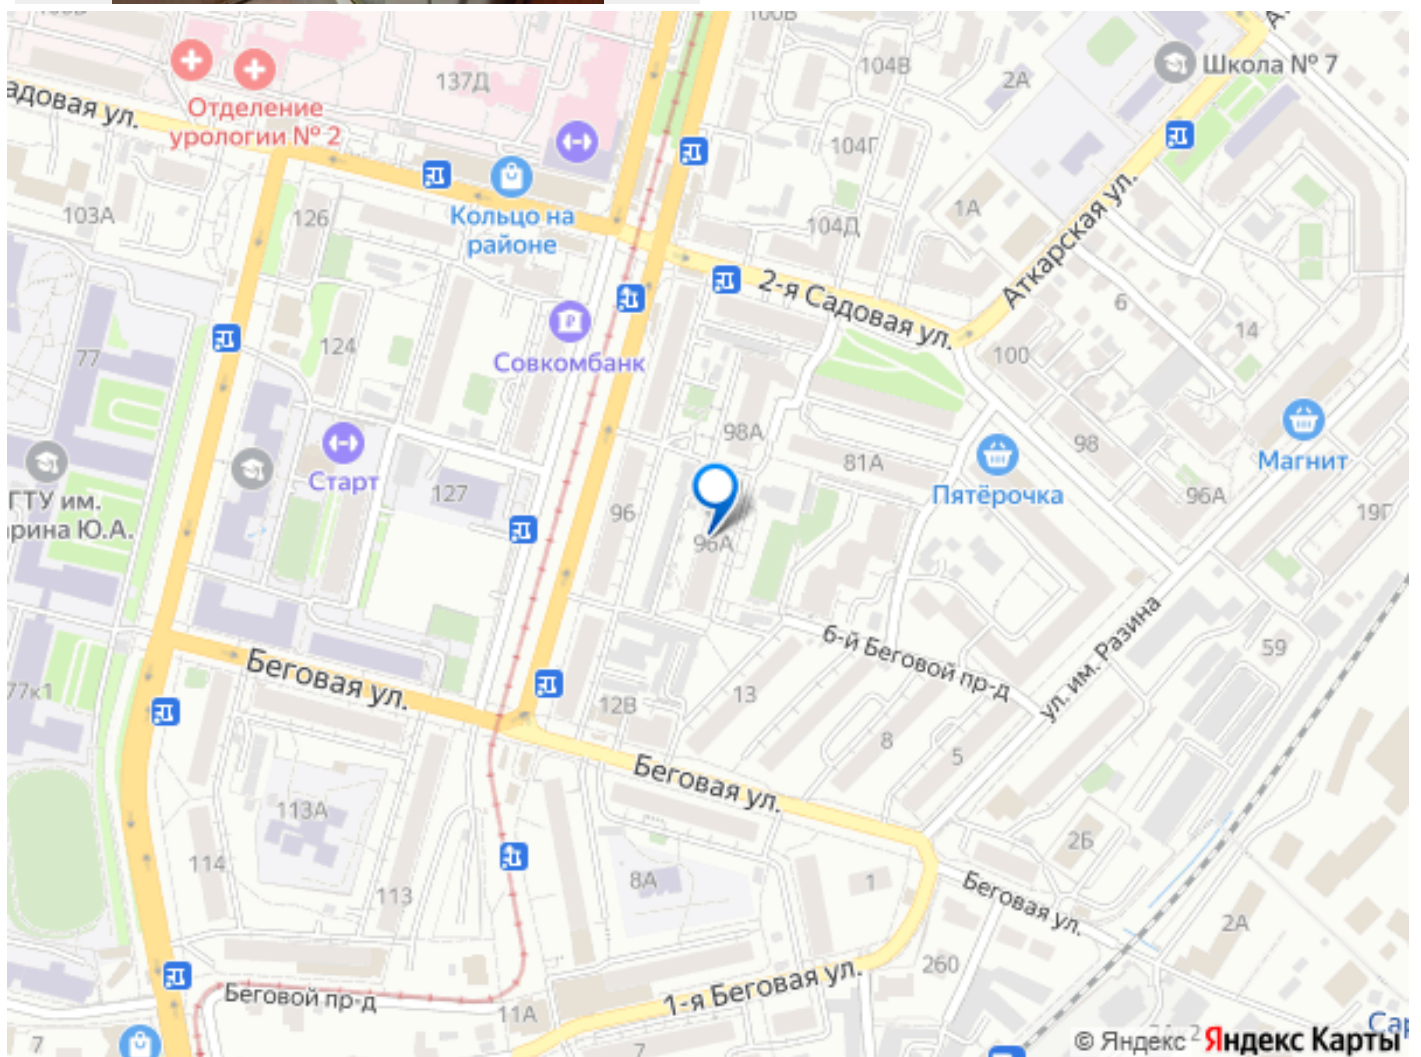 100В
137Д
104В
2А
Школа № 7
Отделение
урологии № 2
адовая ул.
104Г
103А
126
Кольцо на
районе
104Д
1А
Аткарская ул.
2-я Садовая ул.
6
14
77
124
Совкомбанк
100
98А
98
81А
Магнит
Старт
127
Пятёрочка
96А
19Г
ГТУ им.
арина Ю.А.
96
96А
6-й Беговой пр-д
ул. им. Разина
59
Беговая ул.
77к1
12В
13
8
5
Беговая ул.
113А
2Б
114
113
8А
1
Беговая ул.
2А
260
Беговой пр-д
11А
1-я Беговая ул.
7
7
Сар
© Яндекс Яндекс Карты